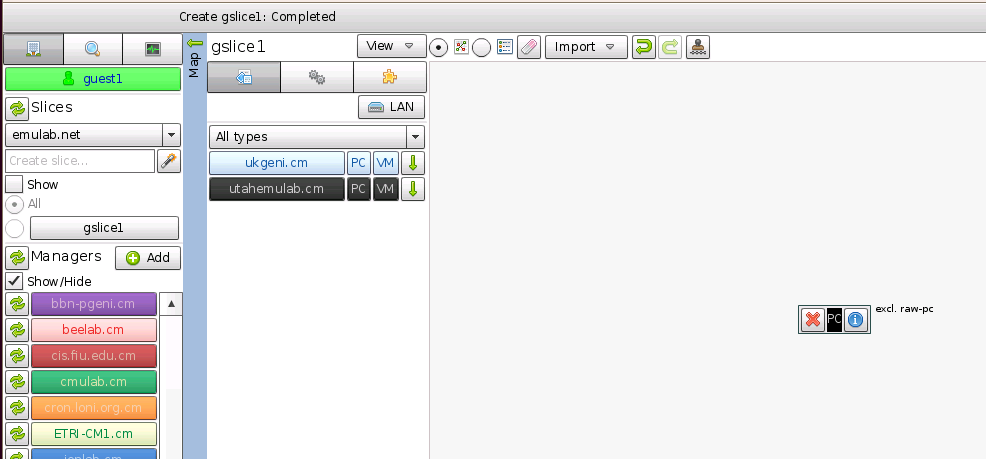 Create gslice1: Completed
guest1
Slices
emulab.net
Create slice...
Show
All
gslice1
Managers
Add
Show/Hide
bbn-pgeni.cm
beelab.cm
cis.fiu.edu.cm
cmulab.cm
cron.loni.org.cm
ETRI-CM1.cm
Map
gslice1
View
Import
LAN
All types
ukgeni.cm PC VM
utahemulab.cm PC VM
PC
excl. raw-pc